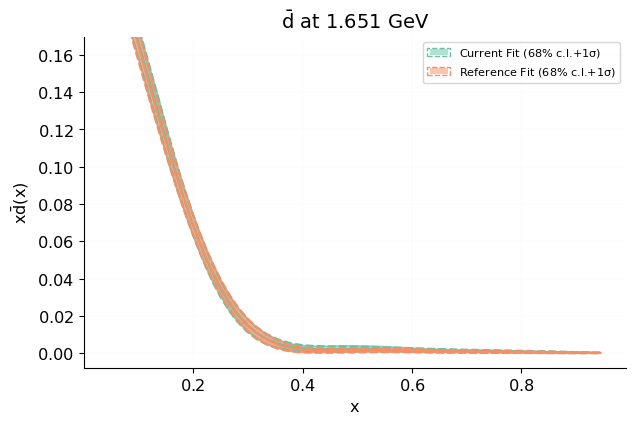 d̄ at 1.651 GeV
Current Fit (68% c.l.+1σ)
Reference Fit (68% c.l.+1σ)
xd̄(x)
0.16
0.14
0.12
0.10
0.08
0.06
0.04
0.02
0.00
0.2
0.4
0.6
0.8
x